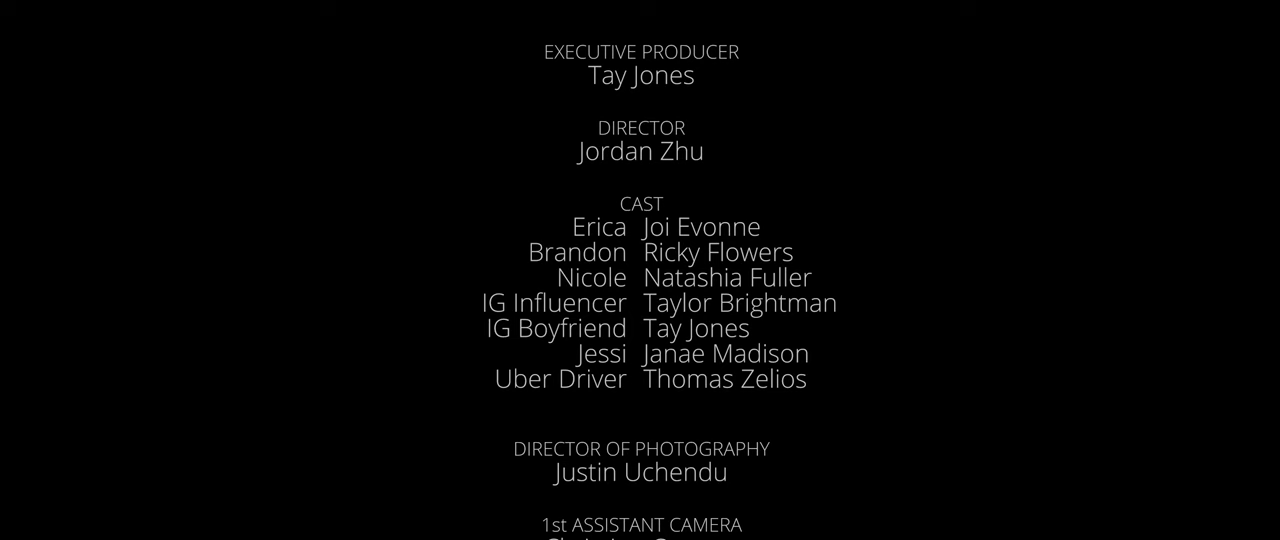 EXECUTIVE PRODUCER
Tay Jones
DIRECTOR
Jordan Zhu
CAST
Erica Joi Evonne
Brandon Ricky Flowers
Nicole Natashia Fuller
IG Influencer Taylor Brightman
IG Boyfriend Tay Jones
Jessi Janae Madison
Uber Driver Thomas Zelios
DIRECTOR OF PHOTOGRAPHY
Justin Uchendu
1st ASSISTANT CAMERA